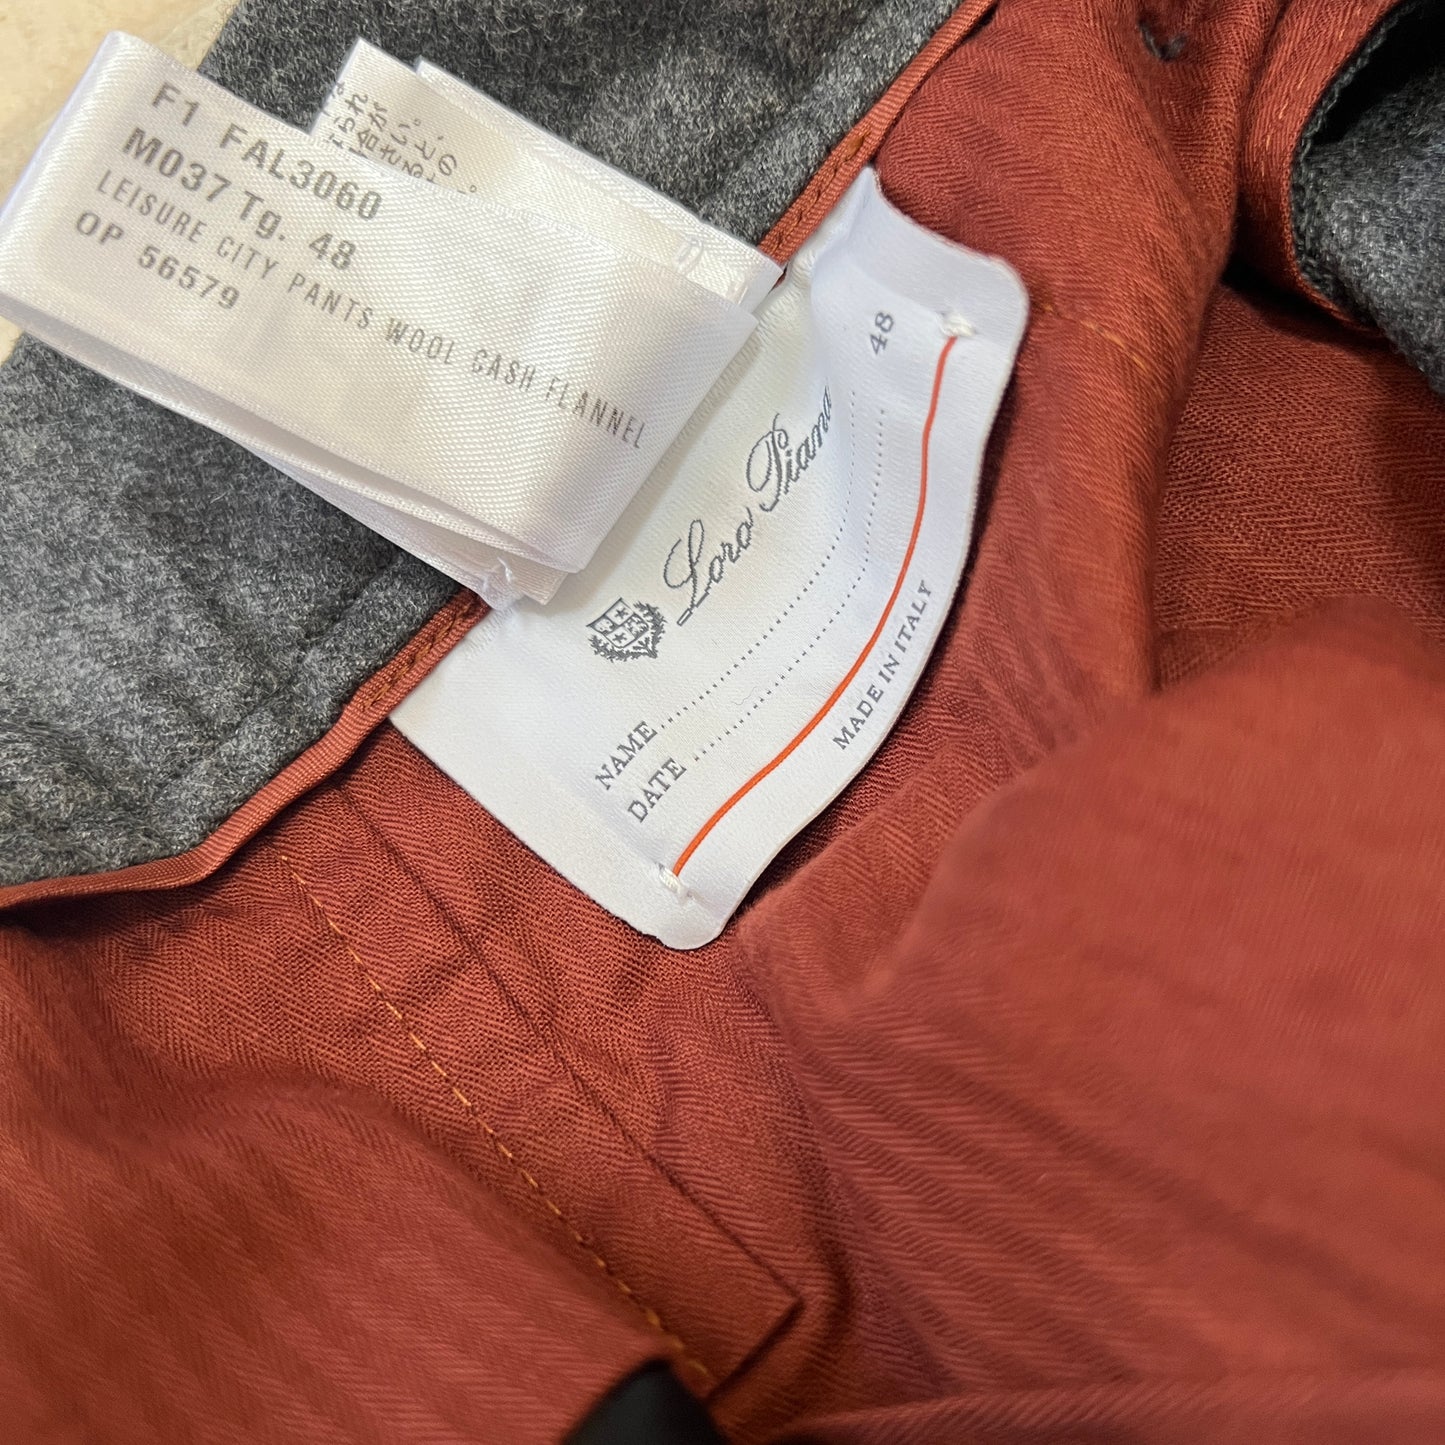 F1 FAL3060
M037 Tg. 48
LEISURE CITY PANTS WOOL CASH FLANNEL
OP 56579
48
Loro Piana
NAME
DATE
MADE IN ITALY